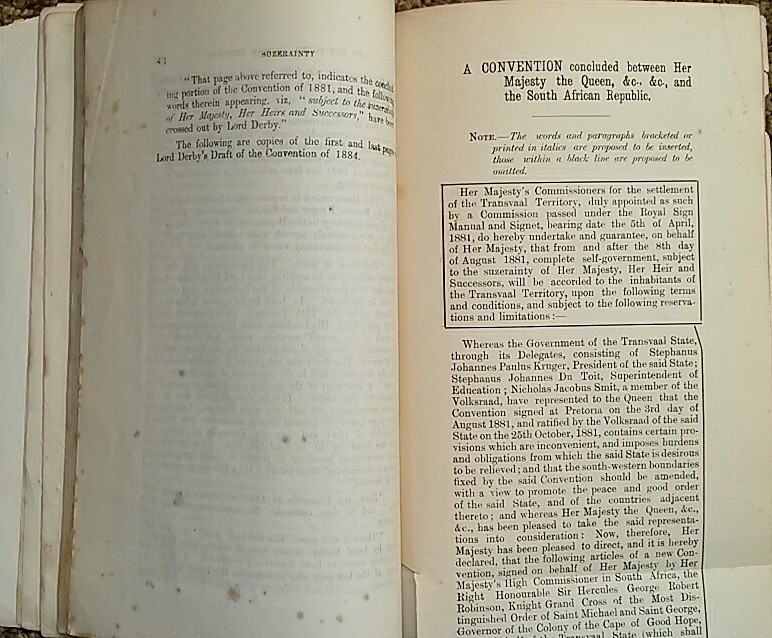 43
SUZERAINTY
"That page above referred to, indicates the conclud-
ing portion of the Convention of 1881, and the following
words therein appearing, viz, "subject to the suzerainty
of Her Majesty, Her Heirs and Successors," have been
crossed out by Lord Derby."
The following are copies of the first and last pages
Lord Derby's Draft of the Convention of 1884.
A CONVENTION concluded between Her
Majesty the Queen, &c., &c., and
the South African Republic.
NOTE.—The words and paragraphs bracketed or
printed in italics are proposed to be inserted,
those within a black line are proposed to be
omitted.
Her Majesty's Commissioners for the settlement
of the Transvaal Territory, duly appointed as such
by a Commission passed under the Royal Sign
Manual and Signet, bearing date the 5th of April,
1881, do hereby undertake and guarantee, on behalf
of Her Majesty, that from and after the 8th day
of August 1881, complete self-government, subject
to the suzerainty of Her Majesty, Her Heir and
Successors, will be accorded to the inhabitants of
the Transvaal Territory, upon the following terms
and conditions, and subject to the following reserva-
tions and limitations:—
Whereas the Government of the Transvaal State,
through its Delegates, consisting of Stephanus
Johannes Paulus Kruger, President of the said State;
Stephanus Johannes Du Toit, Superintendent of
Education; Nicholas Jacobus Smit, a member of the
Volksraad, have represented to the Queen that the
Convention signed at Pretoria on the 3rd day of
August 1881, and ratified by the Volksraad of the said
State on the 25th October, 1881, contains certain pro-
visions which are inconvenient, and imposes burdens
and obligations from which the said State is desirous
to be relieved; and that the south-western boundaries
fixed by the said Convention should be amended,
with a view to promote the peace and good order
of the said State, and of the countries adjacent
thereto; and whereas Her Majesty the Queen, &c.,
&c., has been pleased to take the said representa-
tions into consideration: Now, therefore, Her
Majesty has been pleased to direct, and it is hereby
declared, that the following articles of a new Con-
vention, signed on behalf of Her Majesty by Her
Majesty's High Commissioner in South Africa, the
Right Honourable Sir Hercules George Robert
Robinson, Knight Grand Cross of the Most Dis-
tinguished Order of Saint Michael and Saint George,
Governor of the Colony of the Cape of Good Hope,
of the Transvaal State (which shall